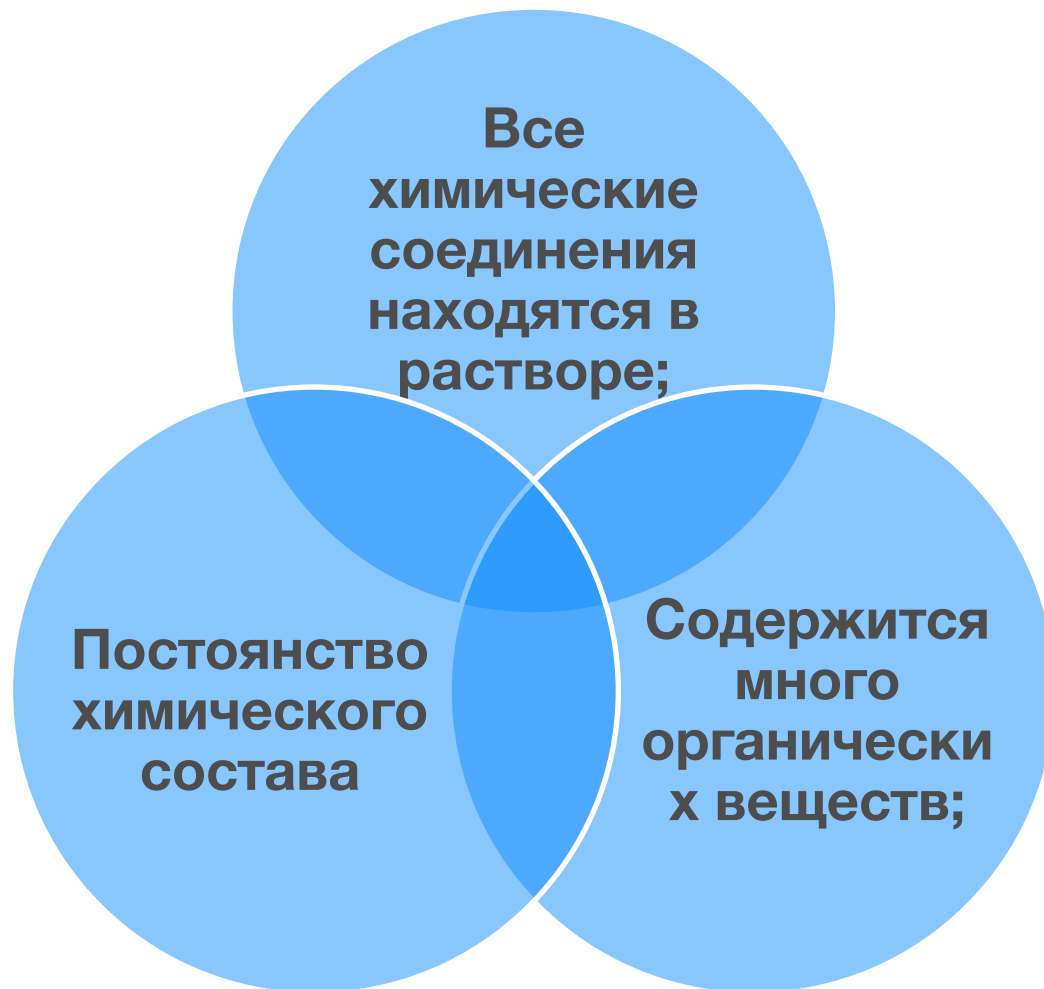 Все
химические
соединения
находятся в
растворе;
Постоянство
химического
состава
Содержится
много
органически
х веществ;